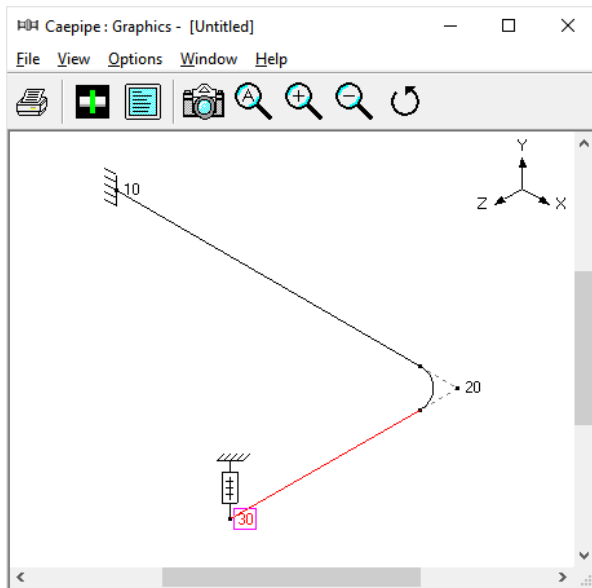 Caepipe : Graphics - [Untitled]
File View Options Window Help
A
Y
Z X
10
20
30